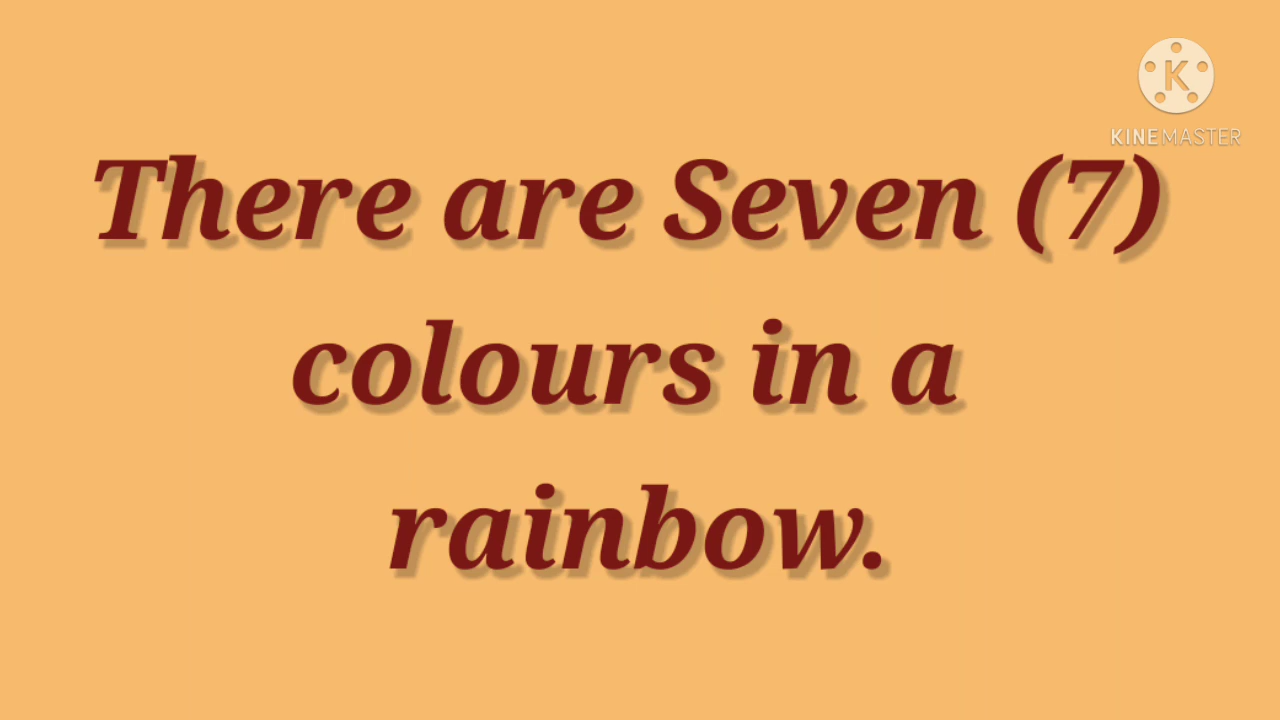 K
KINEMASTER
There are Seven (7)
colours in a
rainbow.